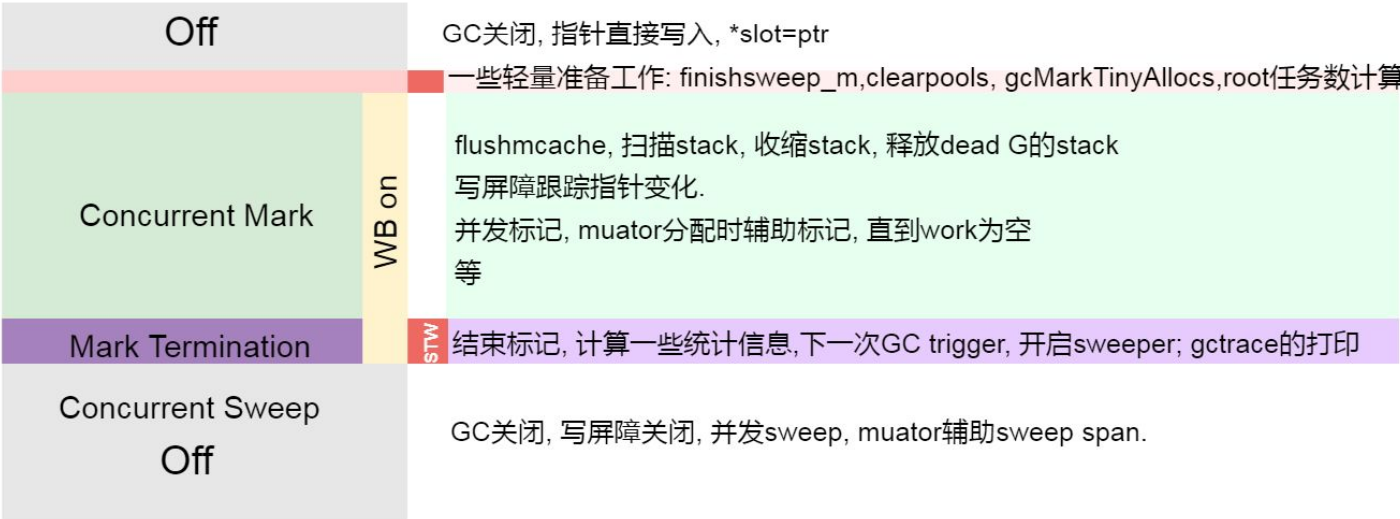 Off
GC关闭, 指针直接写入, *slot=ptr
一些轻量准备工作: finishsweep_m,clearpools, gcMarkTinyAllocs,root任务数计算
Concurrent Mark
WB on
flushmcache, 扫描stack, 收缩stack, 释放dead G的stack
写屏障跟踪指针变化.
并发标记, muator分配时辅助标记, 直到work为空
等
Mark Termination
STW
结束标记, 计算一些统计信息,下一次GC trigger, 开启sweeper; gctrace的打印
Concurrent Sweep
Off
GC关闭, 写屏障关闭, 并发sweep, muator辅助sweep span.